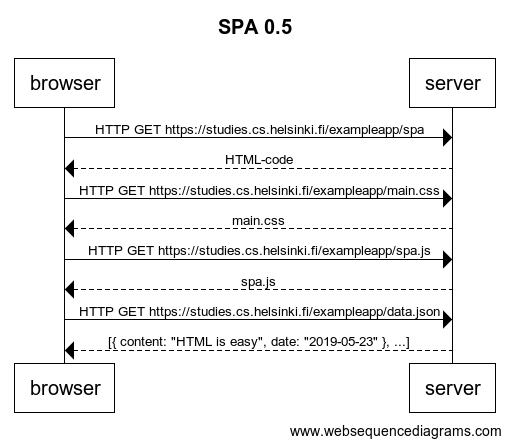 SPA 0.5
browser
server
HTTP GET https://studies.cs.helsinki.fi/exampleapp/spa
HTML-code
HTTP GET https://studies.cs.helsinki.fi/exampleapp/main.css
main.css
HTTP GET https://studies.cs.helsinki.fi/exampleapp/spa.js
spa.js
HTTP GET https://studies.cs.helsinki.fi/exampleapp/data.json
[{ content: "HTML is easy", date: "2019-05-23" }, ...]
browser
server
www.websequencediagrams.com